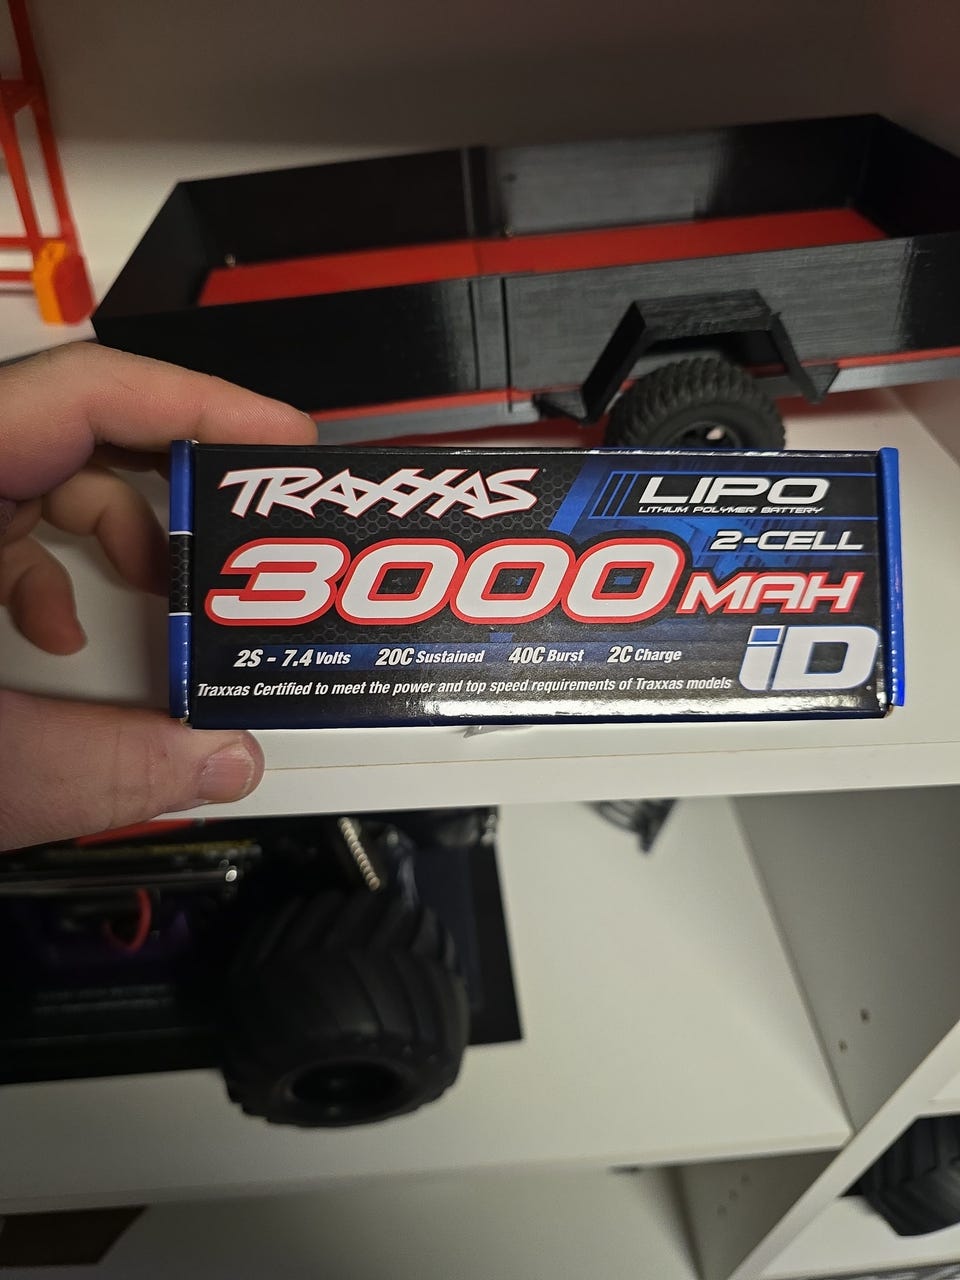 TRAXXAS
LIPO
LITHIUM POLYMER BATTERY
2-CELL
3000 MAH
iD
2S - 7.4 Volts 20C Sustained 40C Burst 2C Charge
Traxxas Certified to meet the power and top speed requirements of Traxxas models